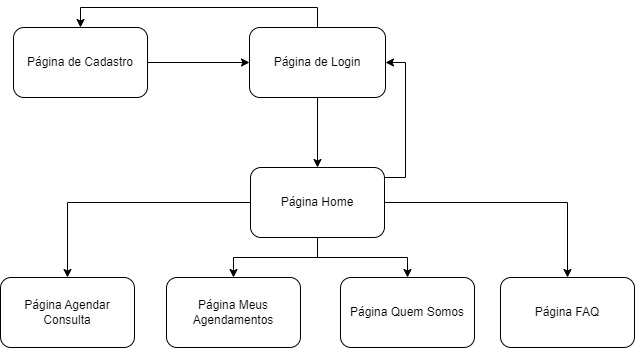 Página de Cadastro
Página de Login
Página Home
Página Agendar
Consulta
Página Meus
Agendamentos
Página Quem Somos
Página FAQ